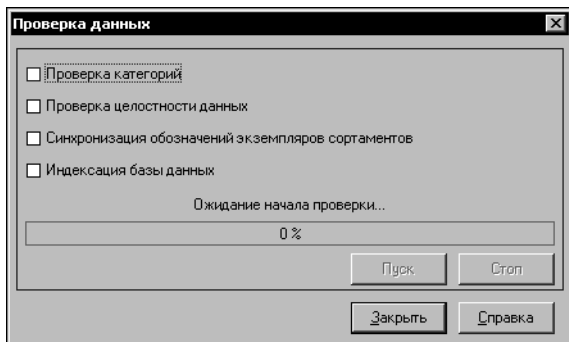 Проверка данных
Проверка категорий
Проверка целостности данных
Синхронизация обозначений экземпляров сортаментов
Индексация базы данных
Ожидание начала проверки...
0 %
Пуск Стоп
Закрыть Справка